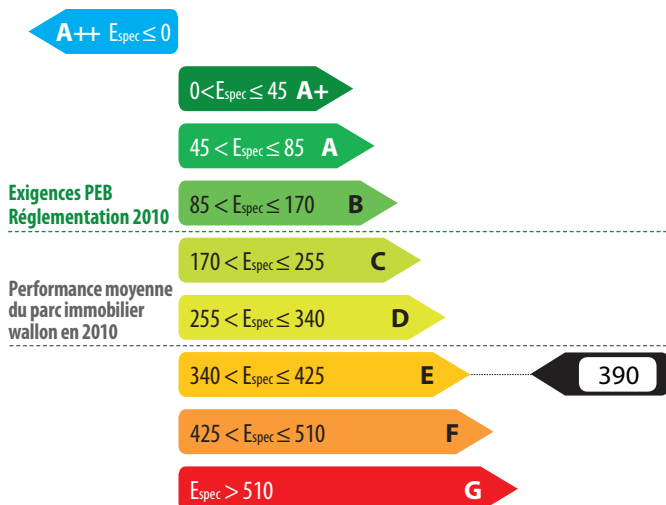 A++ Espec ≤ 0
0 < Espec ≤ 45 A+
45 < Espec ≤ 85 A
Exigences PEB
Réglementation 2010
85 < Espec ≤ 170 B
170 < Espec ≤ 255 C
Performance moyenne
du parc immobilier
wallon en 2010
255 < Espec ≤ 340 D
340 < Espec ≤ 425 E 390
425 < Espec ≤ 510 F
Espec > 510 G